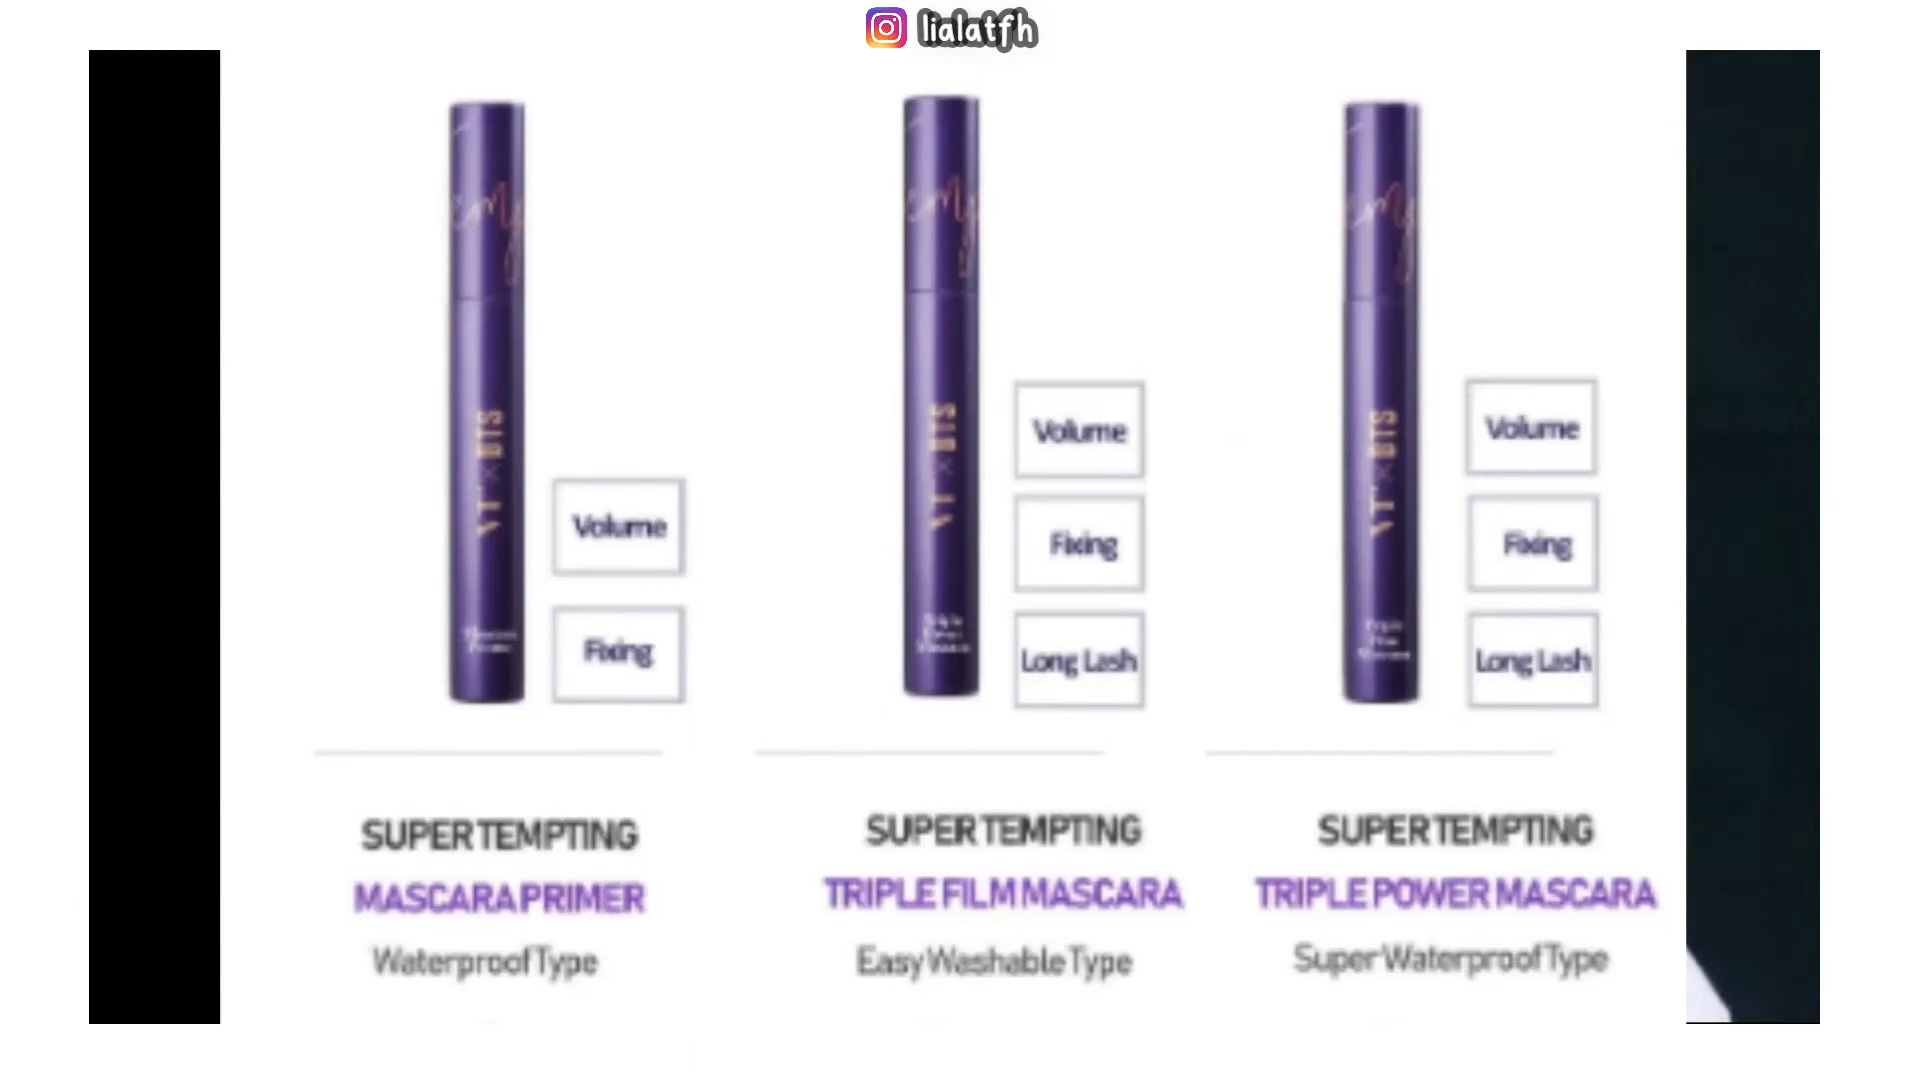 lialatfh
VT × BTS
Volume
Fixing
SUPER TEMPTING
MASCARA PRIMER
Waterproof Type
VT × BTS
Volume
Fixing
Long Lash
SUPER TEMPTING
TRIPLE FILM MASCARA
Easy Washable Type
VT × BTS
Volume
Fixing
Long Lash
SUPER TEMPTING
TRIPLE POWER MASCARA
Super Waterproof Type